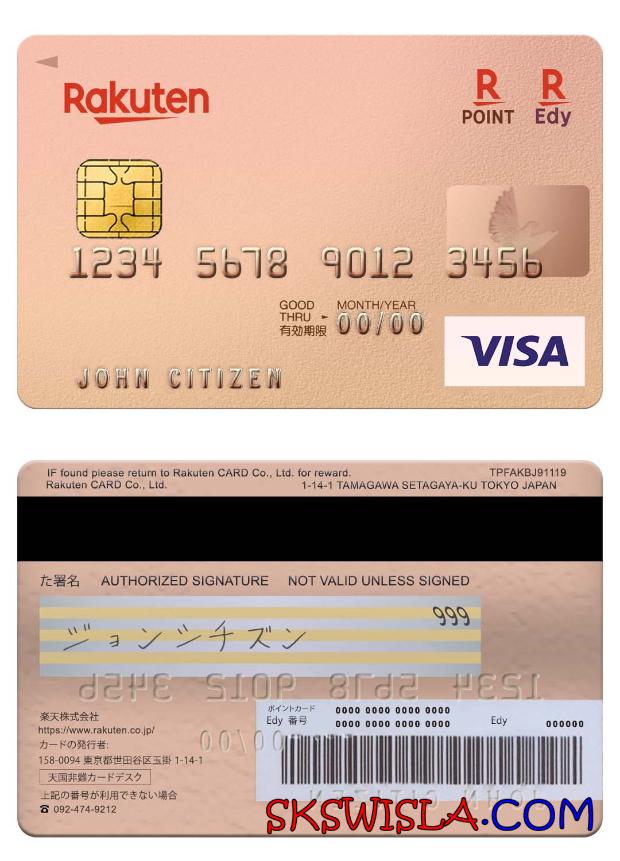 Rakuten
R R
POINT Edy
1234 5678 9012 3456
GOOD MONTH/YEAR
THRU ► 00/00
有効期限
VISA
JOHN CITIZEN
IF found please return to Rakuten CARD Co., Ltd. for reward. TPFAKBJ91119
Rakuten CARD Co., Ltd. 1-14-1 TAMAGAWA SETAGAYA-KU TOKYO JAPAN
た署名 AUTHORIZED SIGNATURE NOT VALID UNLESS SIGNED
999
ジョンシチズン
ポイントカード 0000 0000 0000 0000
Edy 番号 0000 0000 0000 0000 Edy 000000
楽天株式会社
https://www.rakuten.co.jp/
カードの発行者:
158-0094 東京都世田谷区玉掛 1-14-1
天国非難カードデスク
上記の番号が利用できない場合
☎ 092-474-9212
SKSWISLA.COM